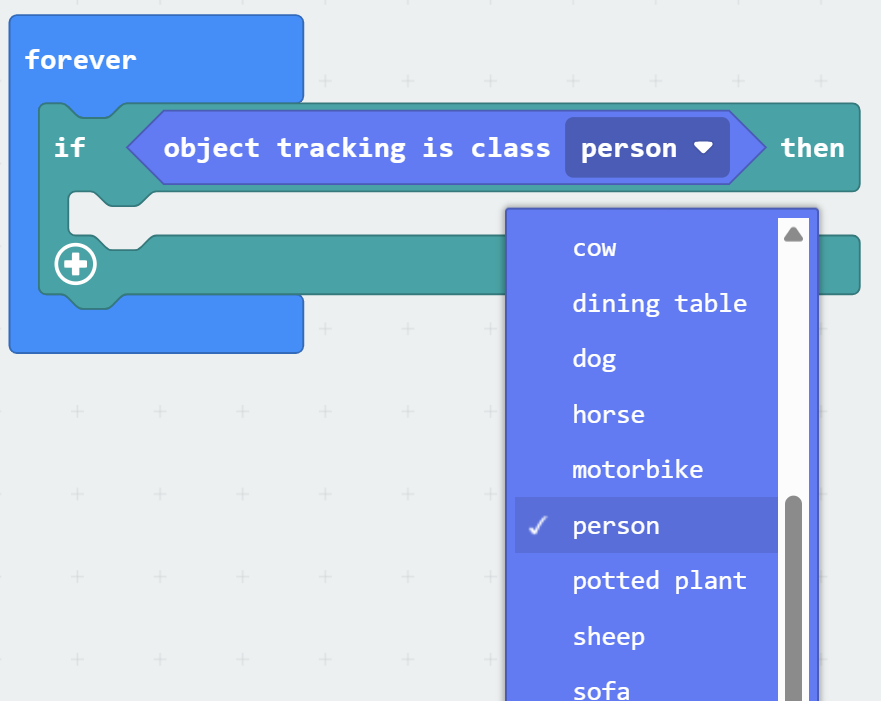 forever
if object tracking is class person then
cow
dining table
dog
horse
motorbike
person
potted plant
sheep
sofa